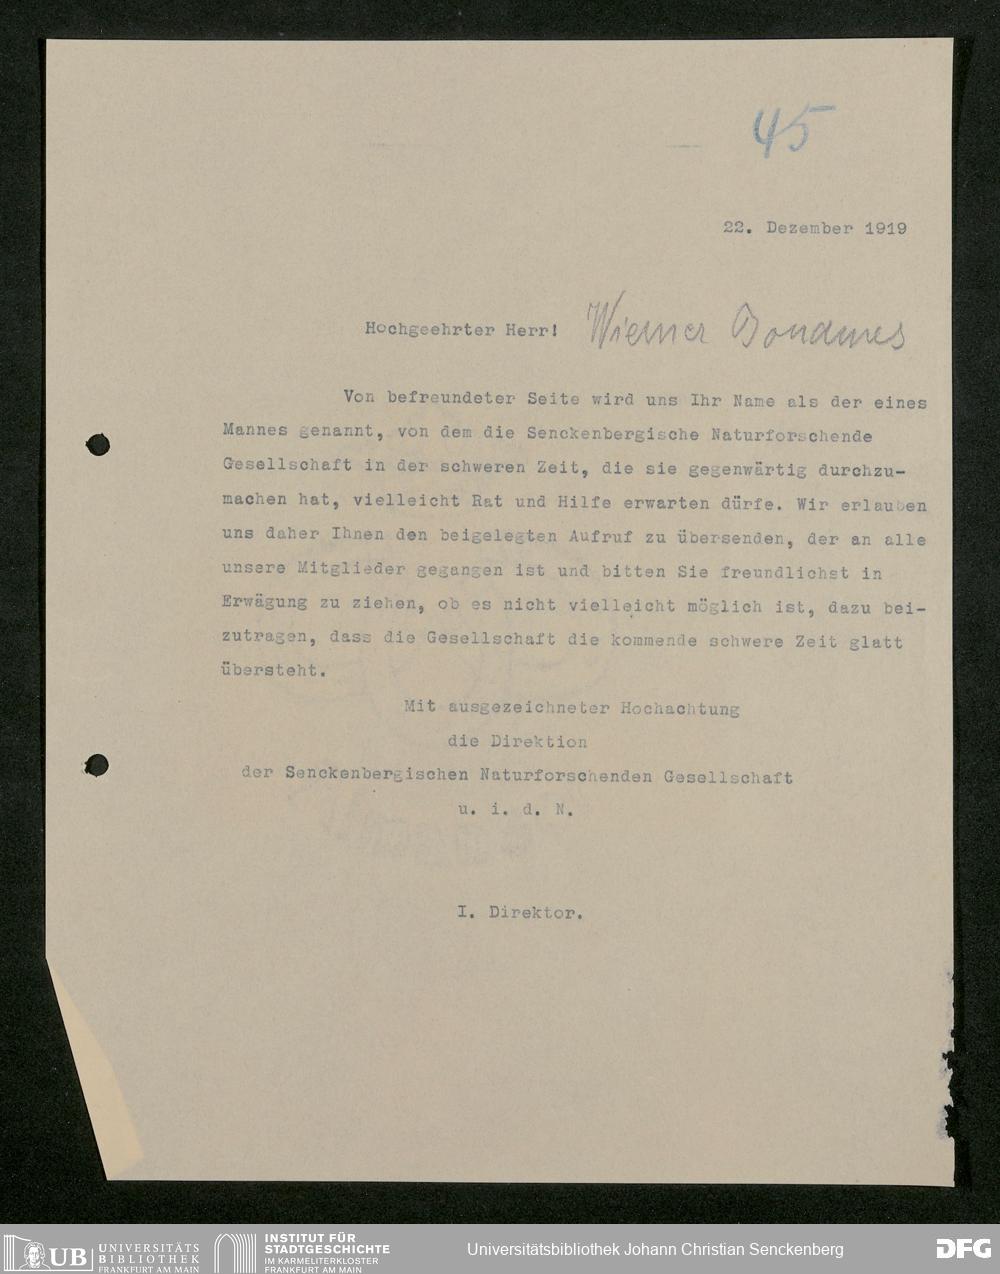 45
22. Dezember 1919
Hochgeehrter Herr! Wiemer Bonames
Von befreundeter Seite wird uns Ihr Name als der eines
Mannes genannt, von dem die Senckenbergische Naturforschende
Gesellschaft in der schweren Zeit, die sie gegenwärtig durchzu-
machen hat, vielleicht Rat und Hilfe erwarten dürfe. Wir erlauben
uns daher Ihnen den beigelegten Aufruf zu übersenden, der an alle
unsere Mitglieder gegangen ist und bitten Sie freundlichst in
Erwägung zu ziehen, ob es nicht vielleicht möglich ist, dazu bei-
zutragen, dass die Gesellschaft die kommende schwere Zeit glatt
übersteht.
Mit ausgezeichneter Hochachtung
die Direktion
der Senckenbergischen Naturforschenden Gesellschaft
u. i. d. N.
I. Direktor.
UB UNIVERSITÄTS
BIBLIOTHEK
FRANKFURT AM MAIN
INSTITUT FÜR
STADTGESCHICHTE
IM KARMELITERKLOSTER
FRANKFURT AM MAIN
Universitätsbibliothek Johann Christian Senckenberg
DFG